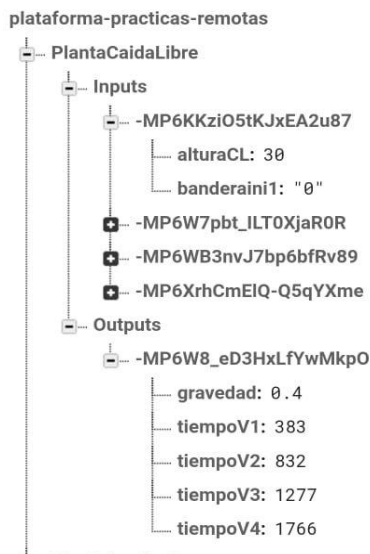 plataforma-practicas-remotas
PlantaCaidaLibre
Inputs
-MP6KKziO5tKJxEA2u87
alturaCL: 30
banderaini1: "0"
-MP6W7pbt_ILT0XjaR0R
-MP6WB3nvJ7bp6bfRv89
-MP6XrhCmElQ-Q5qYXme
Outputs
-MP6W8_eD3HxLfYwMkpO
gravedad: 0.4
tiempoV1: 383
tiempoV2: 832
tiempoV3: 1277
tiempoV4: 1766